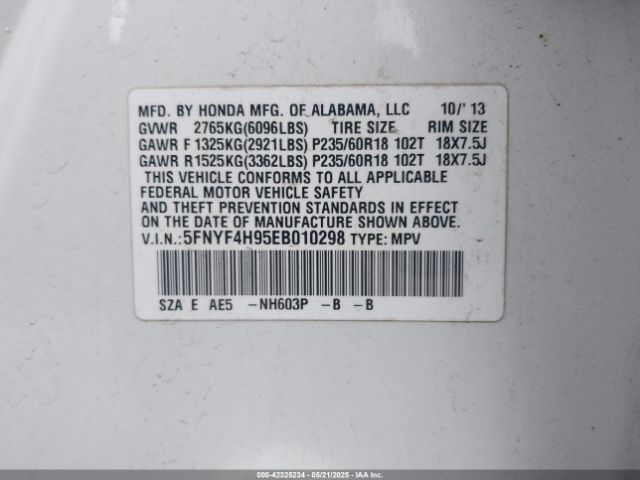 MFD. BY HONDA MFG. OF ALABAMA, LLC 10/'13
GVWR 2765KG(6096LBS) TIRE SIZE RIM SIZE
GAWR F 1325KG(2921LBS) P235/60R18 102T 18X7.5J
GAWR R1525KG(3362LBS) P235/60R18 102T 18X7.5J
THIS VEHICLE CONFORMS TO ALL APPLICABLE
FEDERAL MOTOR VEHICLE SAFETY
AND THEFT PREVENTION STANDARDS IN EFFECT
ON THE DATE OF MANUFACTURE SHOWN ABOVE.
V.I.N.:5FNYF4H95EB010298 TYPE: MPV
SZA E AE5 -NH603P -B -B
000-42325234 - 05/21/2025 - IAAI.com